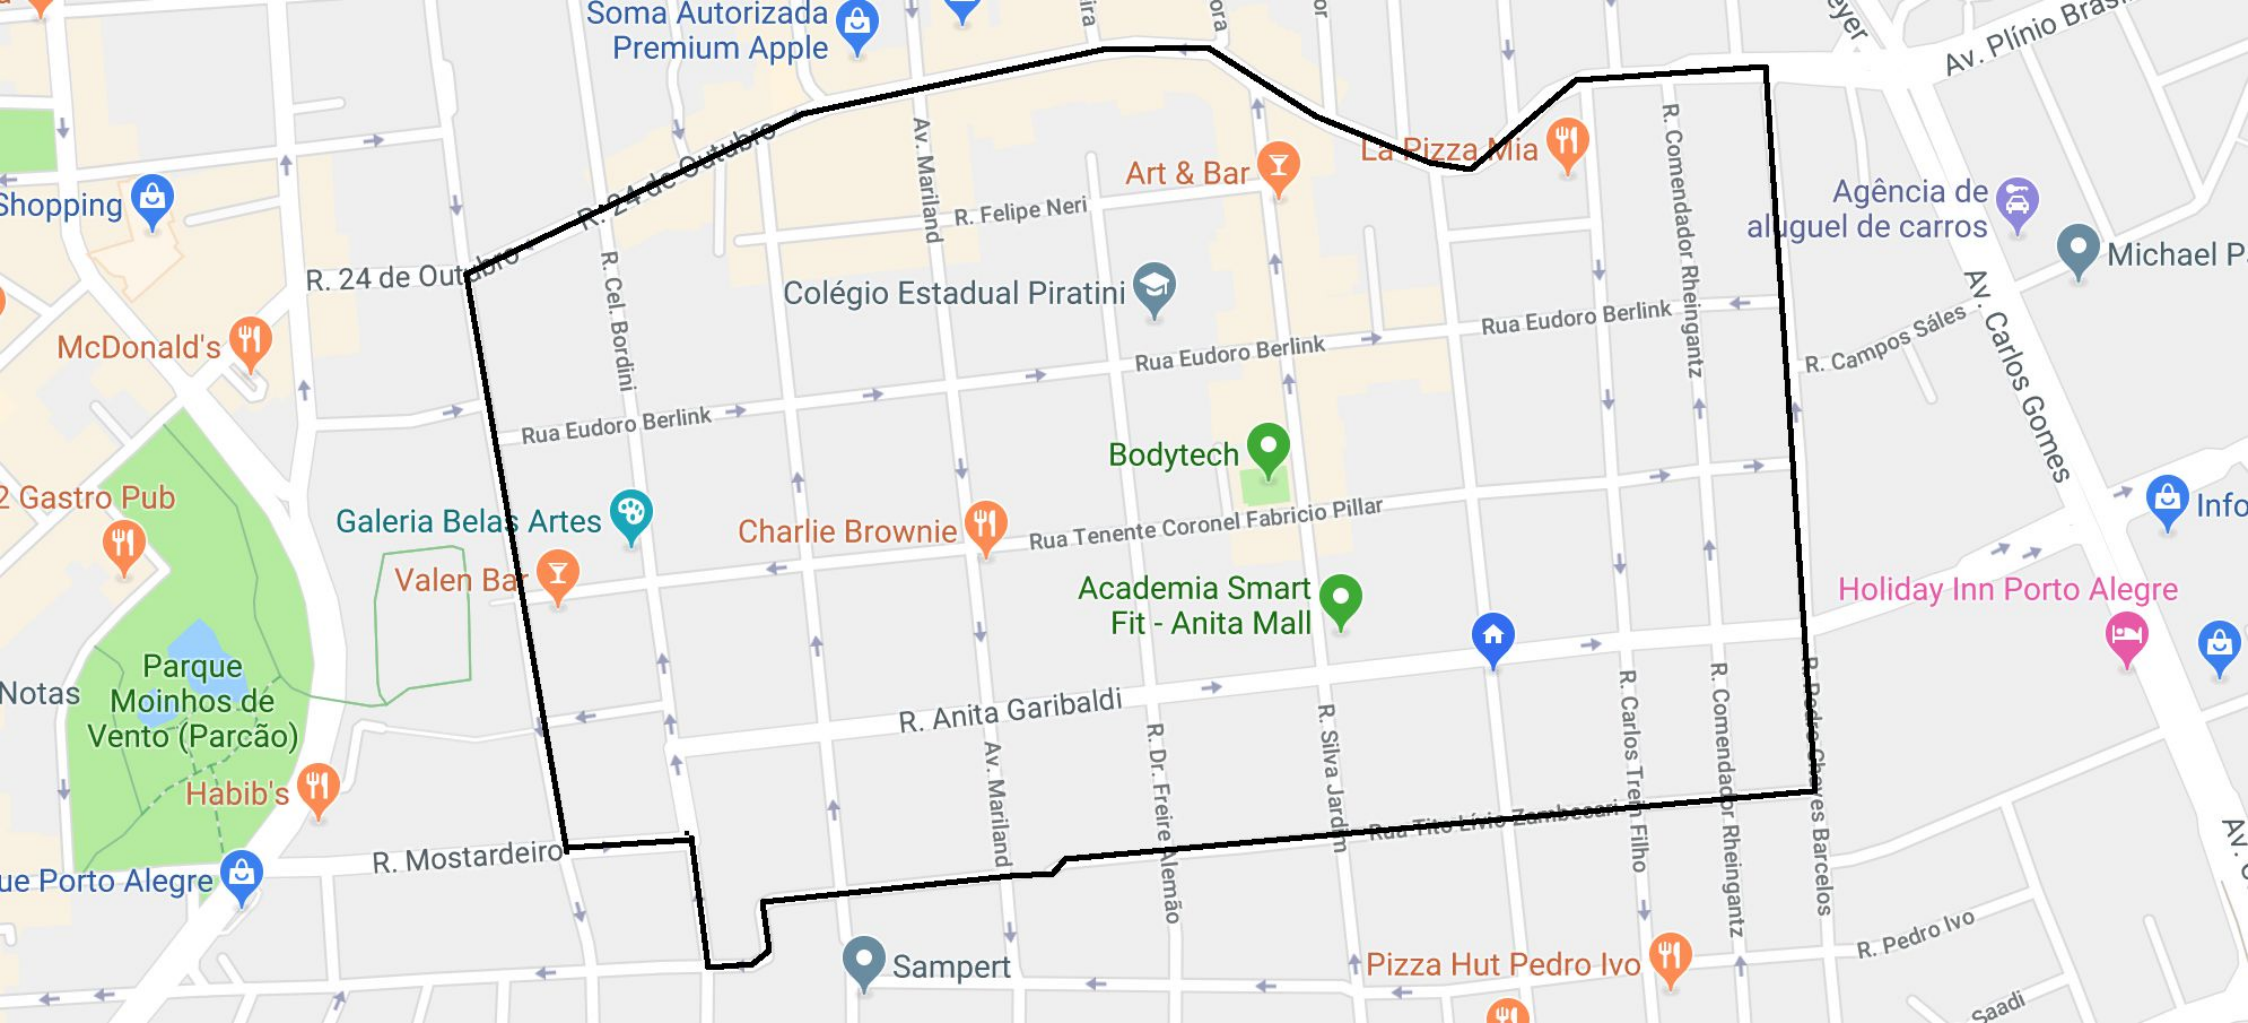 Soma Autorizada
Premium Apple
Av. Plínio Bras
Shopping
R. 24 de Outubro
R. 24 de Outubro
Av. Mariland
R. Felipe Neri
Art & Bar
La Pizza Mia
R. Comendador Rheingantz
Agência de
aluguel de carros
Michael P
R. Cel. Bordini
Colégio Estadual Piratini
McDonald's
Rua Eudoro Berlink
Rua Eudoro Berlink
Rua Eudoro Berlink
R. Campos Sáles
Av. Carlos Gomes
Bodytech
2 Gastro Pub
Galeria Belas Artes
Charlie Brownie
Rua Tenente Coronel Fabricio Pillar
Info
Valen Bar
Academia Smart
Fit - Anita Mall
Holiday Inn Porto Alegre
Parque
Moinhos de
Vento (Parcão)
Notas
R. Anita Garibaldi
R. Dr. Freire Alemão
R. Silva Jardim
R. Carlos Trein Filho
R. Comendador Rheingantz
R. Pedro Chaves Barcelos
Av. Mariland
Habib's
Rua Tito Lívio Zambecari
R. Mostardeiro
ue Porto Alegre
Sampert
Pizza Hut Pedro Ivo
R. Pedro Ivo
Saadi